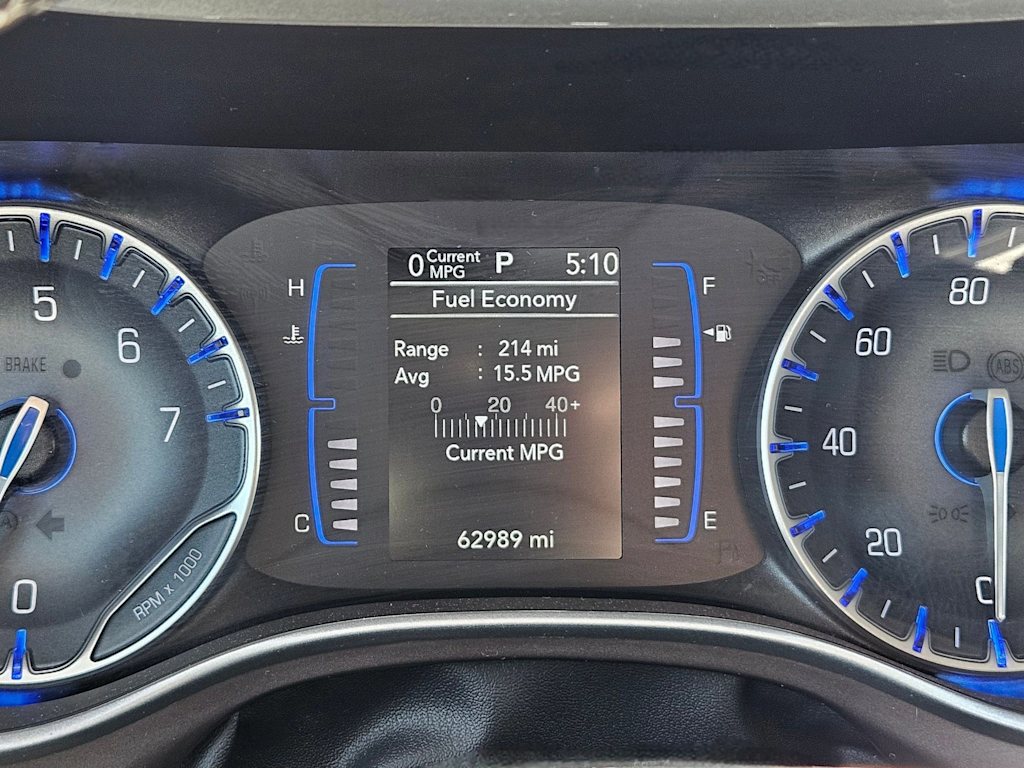 0 Current MPG P 5:10
Fuel Economy
Range : 214 mi
Avg : 15.5 MPG
0 20 40+
Current MPG
62989 mi
H
C
F
E
5
6
7
BRAKE
0
RPM x 1000
80
60
40
20
ABS